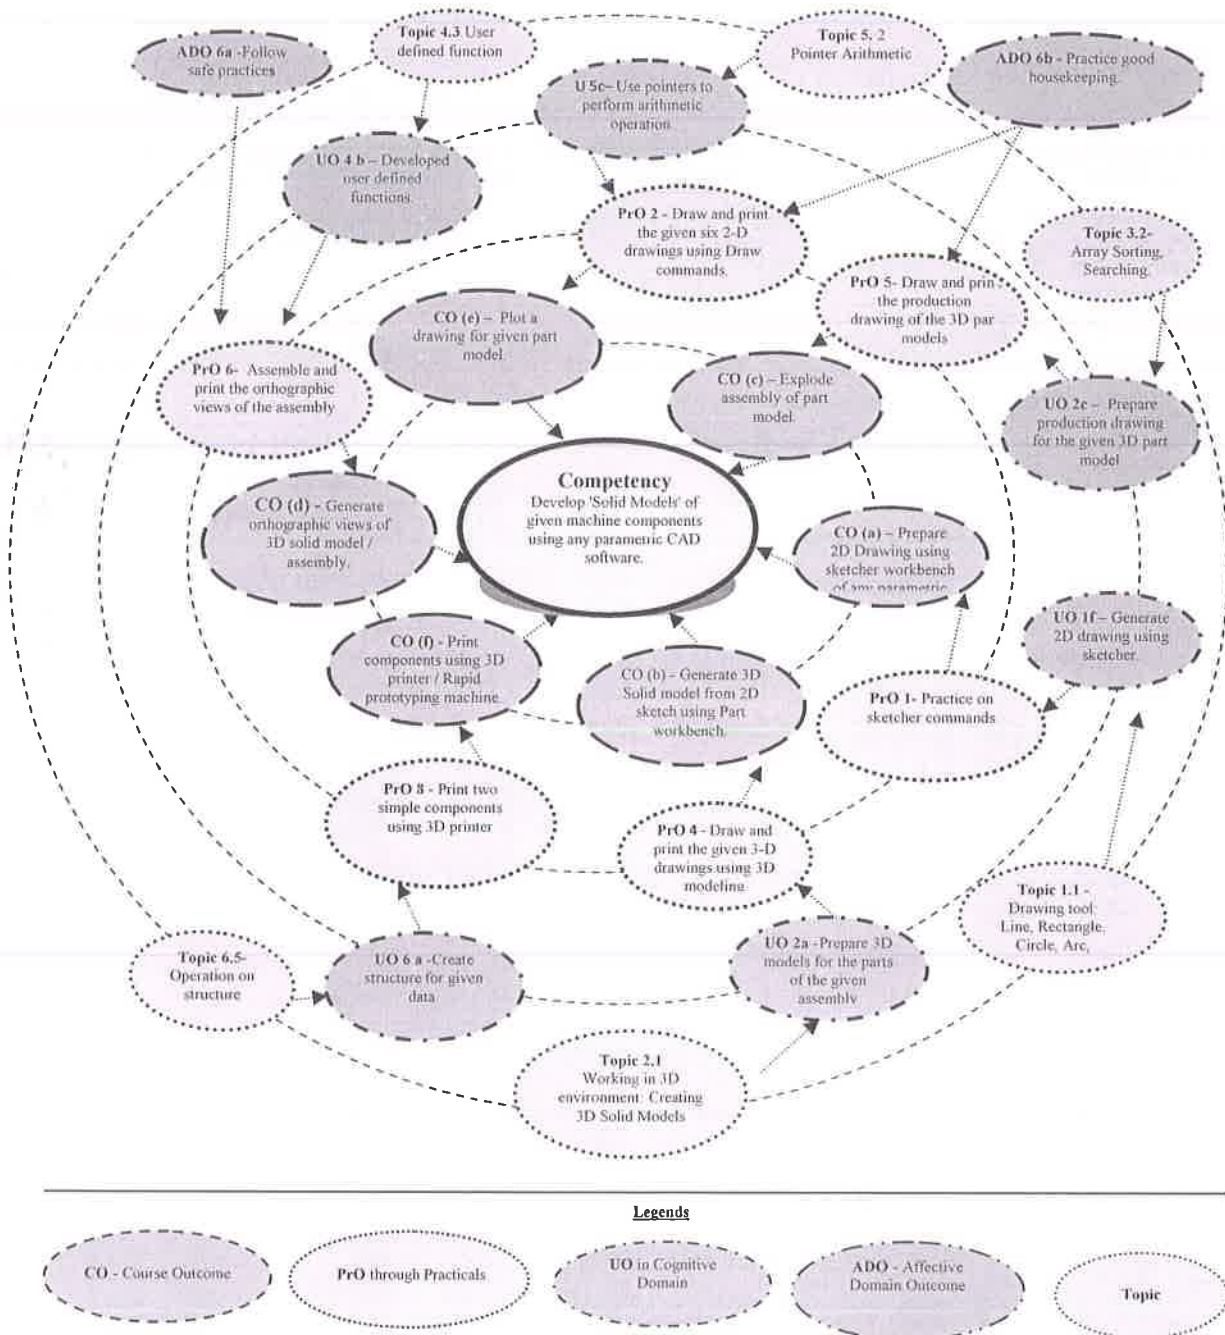 Topic 4.3 User
defined function
Topic 5. 2
Pointer Arithmetic
ADO 6a -Follow
safe practices
ADO 6b - Practice good
housekeeping.
U 5c– Use pointers to
perform arithmetic
operation.
UO 4 b – Developed
user defined
functions.
PrO 2 - Draw and print
the given six 2-D
drawings using Draw
commands.
Topic 3.2-
Array Sorting,
Searching.
PrO 5- Draw and prin
the production
drawing of the 3D par
models
CO (e) – Plot a
drawing for given part
model.
PrO 6- Assemble and
print the orthographic
views of the assembly
CO (c) – Explode
assembly of part
model.
UO 2c – Prepare
production drawing
for the given 3D part
model
Competency
Develop 'Solid Models' of
given machine components
using any parametric CAD
software.
CO (d) - Generate
orthographic views of
3D solid model /
assembly.
CO (a) – Prepare
2D Drawing using
sketcher workbench
of any parametric
UO 1f – Generate
2D drawing using
sketcher.
CO (f) - Print
components using 3D
printer / Rapid
prototyping machine.
CO (b) – Generate 3D
Solid model from 2D
sketch using Part
workbench.
PrO 1- Practice on
sketcher commands
PrO 8 - Print two
simple components
using 3D printer
PrO 4 - Draw and
print the given 3-D
drawings using 3D
modeling
Topic 1.1 -
Drawing tool:
Line, Rectangle,
Circle, Arc,
Topic 6.5-
Operation on
structure
UO 6 a -Create
structure for given
data
UO 2a -Prepare 3D
models for the parts
of the given
assembly
Topic 2.1
Working in 3D
environment: Creating
3D Solid Models
Legends
CO - Course Outcome
PrO through Practicals
UO in Cognitive
Domain
ADO - Affective
Domain Outcome
Topic